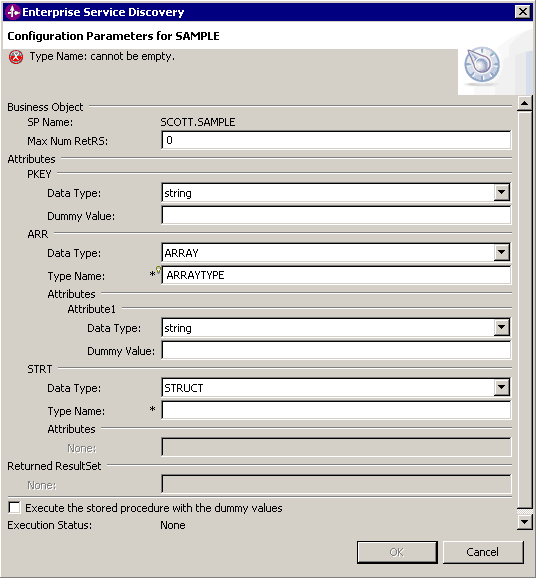 Enterprise Service Discovery
Configuration Parameters for SAMPLE
Type Name: cannot be empty.
Business Object
SP Name: SCOTT.SAMPLE
Max Num RetRS: 0
Attributes
PKEY
Data Type: string
Dummy Value:
ARR
Data Type: ARRAY
Type Name: * ARRAYTYPE
Attributes
Attribute1
Data Type: string
Dummy Value:
STRT
Data Type: STRUCT
Type Name: *
Attributes
None:
Returned ResultSet
None:
Execute the stored procedure with the dummy values
Execution Status: None
OK Cancel